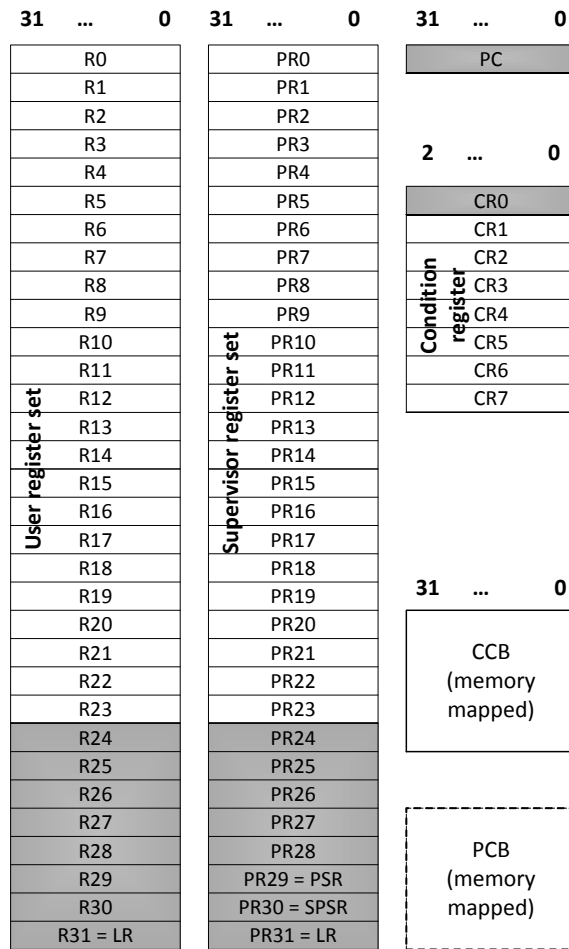 31 ... 0 31 ... 0 31 ... 0
R0 PR0 PC
R1 PR1
R2 PR2
R3 PR3 2 ... 0
R4 PR4
R5 PR5 CR0
R6 PR6 CR1
R7 PR7 CR2
R8 PR8 CR3
R9 PR9 CR4
R10 PR10 CR5
R11 PR11 CR6
R12 PR12 CR7
R13 PR13
R14 PR14
R15 PR15
R16 PR16
R17 PR17
R18 PR18
R19 PR19 31 ... 0
R20 PR20
R21 PR21 CCB
R22 PR22 (memory
R23 PR23 mapped)
R24 PR24
R25 PR25
R26 PR26
R27 PR27
R28 PR28 PCB
R29 PR29 = PSR (memory
R30 PR30 = SPSR mapped)
R31 = LR PR31 = LR
User register set
Supervisor register set
Condition
register